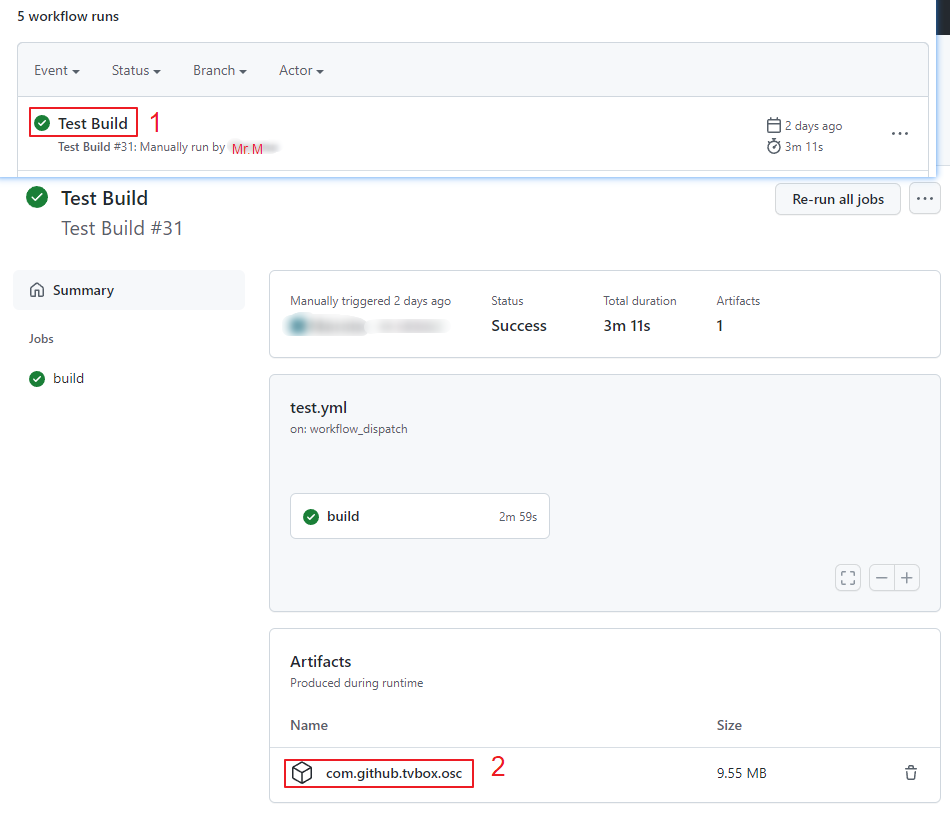 5 workflow runs
Event Status Branch Actor
Test Build 1
2 days ago
Test Build #31: Manually run by Mr.M
3m 11s
Test Build
Re-run all jobs
Test Build #31
Summary
Manually triggered 2 days ago Status Total duration Artifacts
Success 3m 11s 1
Jobs
build
test.yml
on: workflow_dispatch
build 2m 59s
Artifacts
Produced during runtime
Name Size
com.github.tvbox.osc 2 9.55 MB